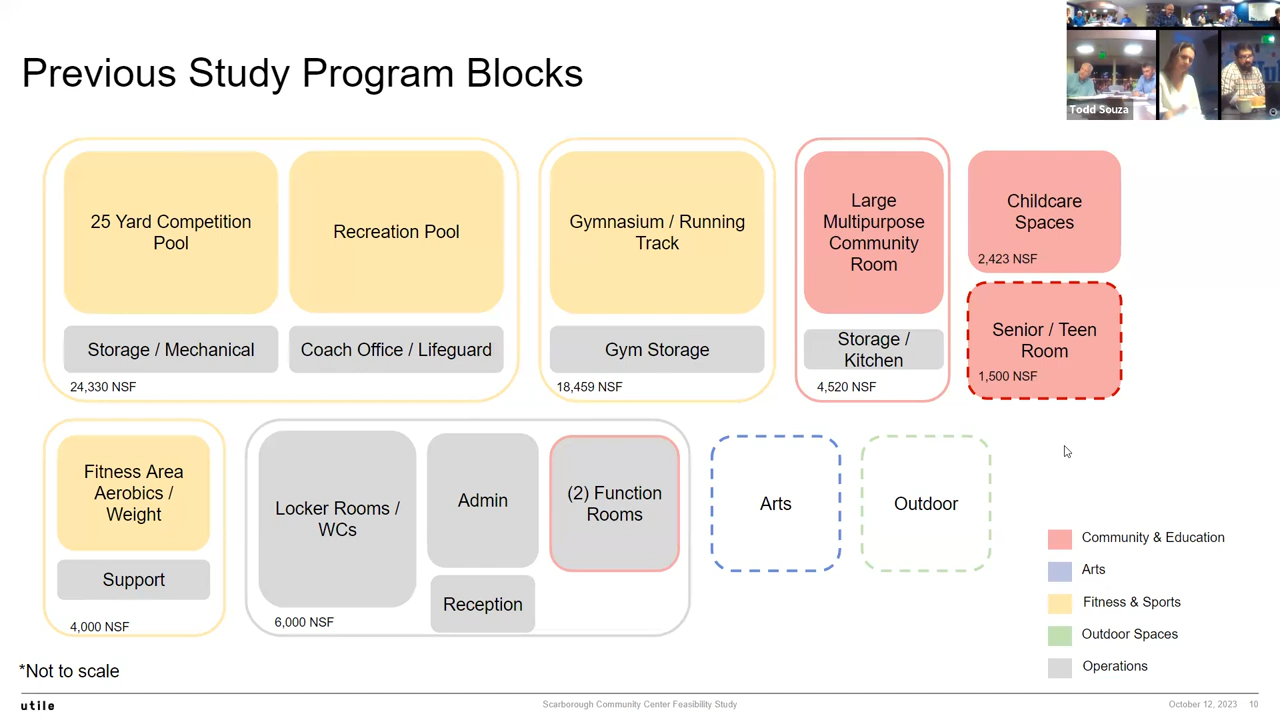 Previous Study Program Blocks
Todd Souza
25 Yard Competition
Pool
Recreation Pool
Storage / Mechanical
Coach Office / Lifeguard
24,330 NSF
Gymnasium / Running
Track
Gym Storage
18,459 NSF
Large
Multipurpose
Community
Room
Storage /
Kitchen
4,520 NSF
Childcare
Spaces
2,423 NSF
Senior / Teen
Room
1,500 NSF
Fitness Area
Aerobics /
Weight
Support
4,000 NSF
Locker Rooms /
WCs
6,000 NSF
Admin
Reception
(2) Function
Rooms
Arts
Outdoor
Community & Education
Arts
Fitness & Sports
Outdoor Spaces
Operations
*Not to scale
utile
Scarborough Community Center Feasibility Study
October 12, 2023 10